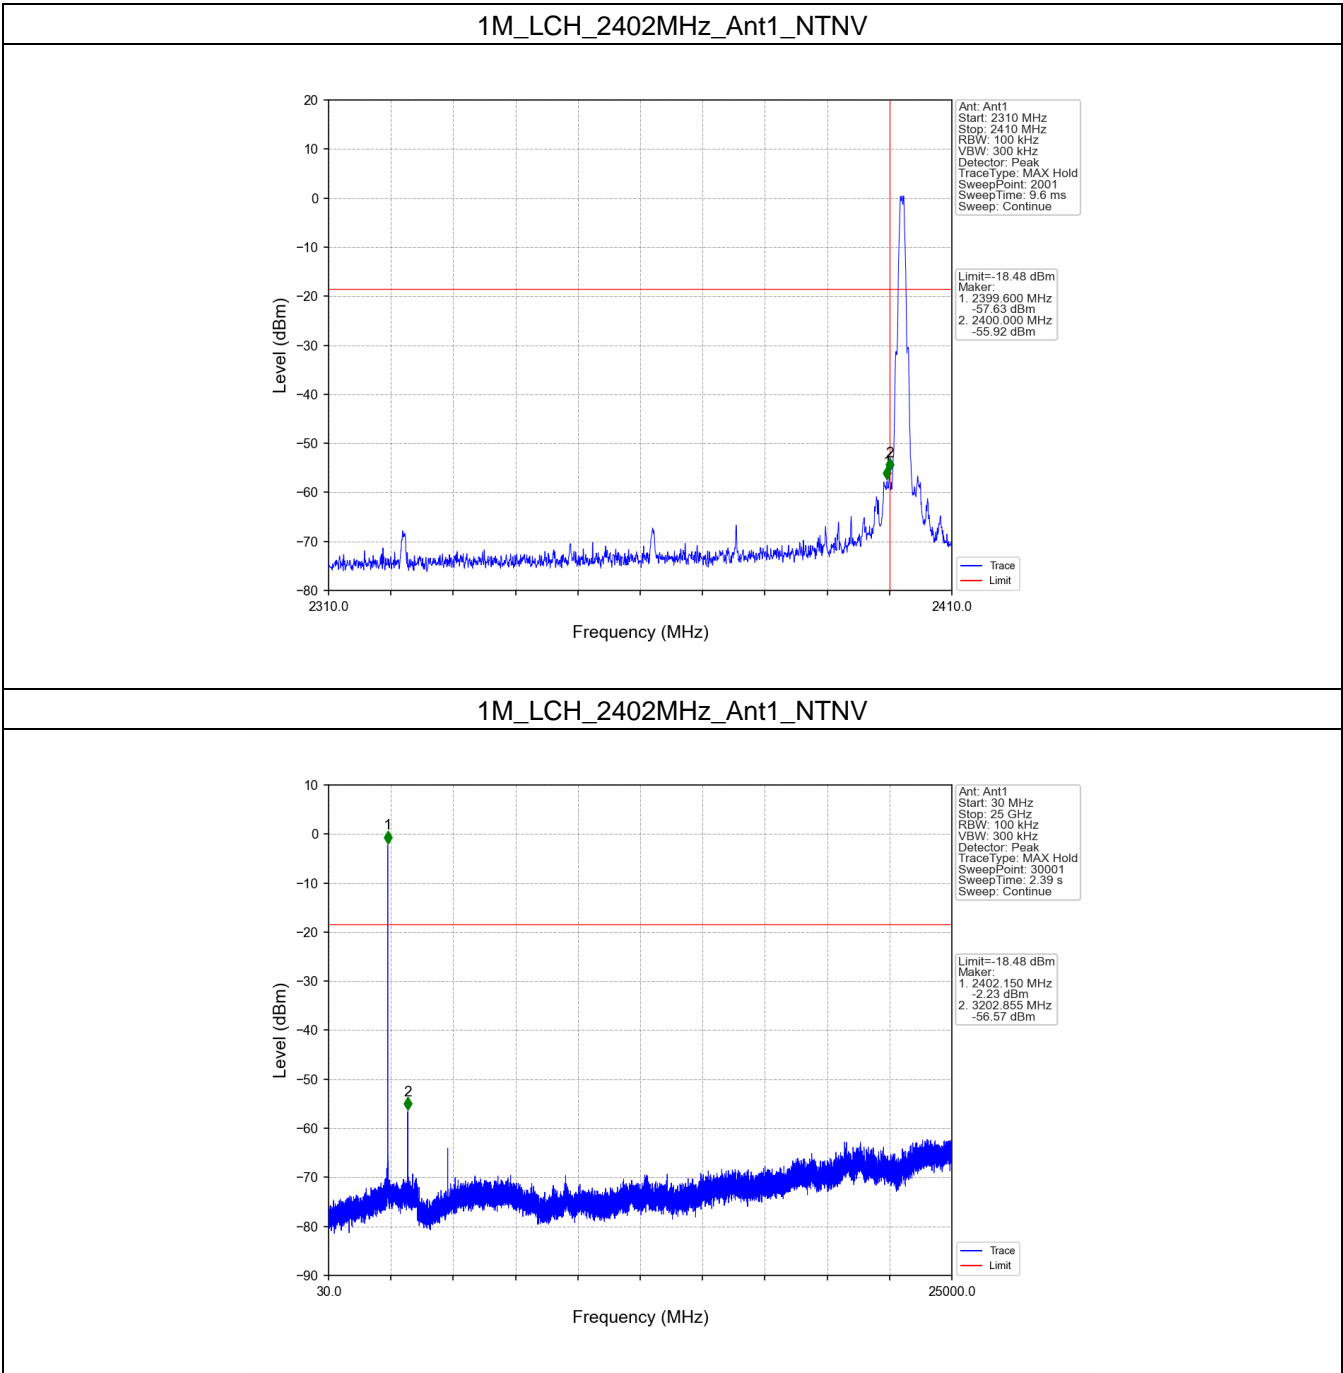 1M_LCH_2402MHz_Ant1_NTNV
20
10
0
−10
−20
−30
−40
−50
−60
−70
−80
Level (dBm)
2310.0
2410.0
Frequency (MHz)
2
Ant: Ant1
Start: 2310 MHz
Stop: 2410 MHz
RBW: 100 kHz
VBW: 300 kHz
Detector: Peak
TraceType: MAX Hold
SweepPoint: 2001
SweepTime: 9.6 ms
Sweep: Continue
Limit=-18.48 dBm
Maker:
1. 2399.600 MHz
-57.63 dBm
2. 2400.000 MHz
-55.92 dBm
Trace
Limit
1M_LCH_2402MHz_Ant1_NTNV
10
0
−10
−20
−30
−40
−50
−60
−70
−80
−90
Level (dBm)
30.0
25000.0
Frequency (MHz)
1
2
Ant: Ant1
Start: 30 MHz
Stop: 25 GHz
RBW: 100 kHz
VBW: 300 kHz
Detector: Peak
TraceType: MAX Hold
SweepPoint: 30001
SweepTime: 2.39 s
Sweep: Continue
Limit=-18.48 dBm
Maker:
1. 2402.150 MHz
-2.23 dBm
2. 3202.855 MHz
-56.57 dBm
Trace
Limit